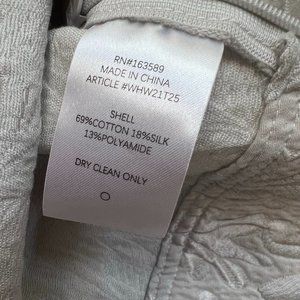 RN#163589
MADE IN CHINA
ARTICLE #WHW21T25
SHELL
69%COTTON 18%SILK
13%POLYAMIDE
DRY CLEAN ONLY